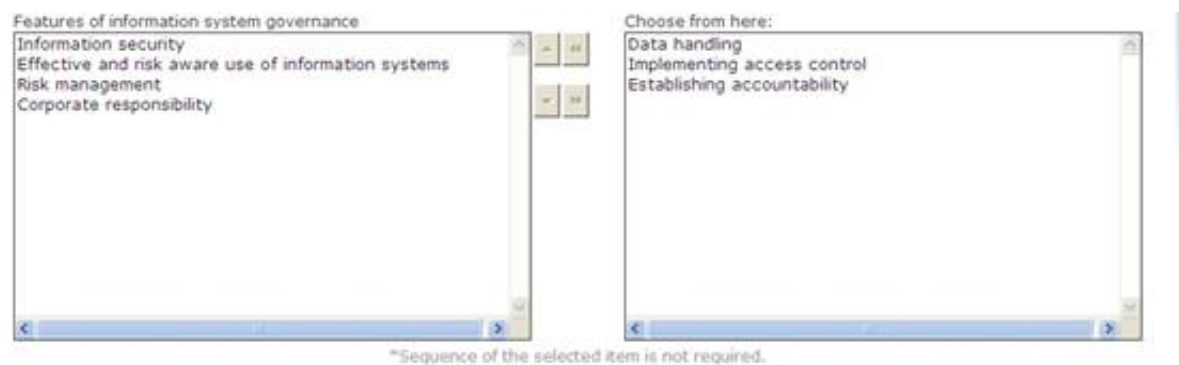 Features of information system governance
Information security
Effective and risk aware use of information systems
Risk management
Corporate responsibility
Choose from here:
Data handling
Implementing access control
Establishing accountability
*Sequence of the selected item is not required.